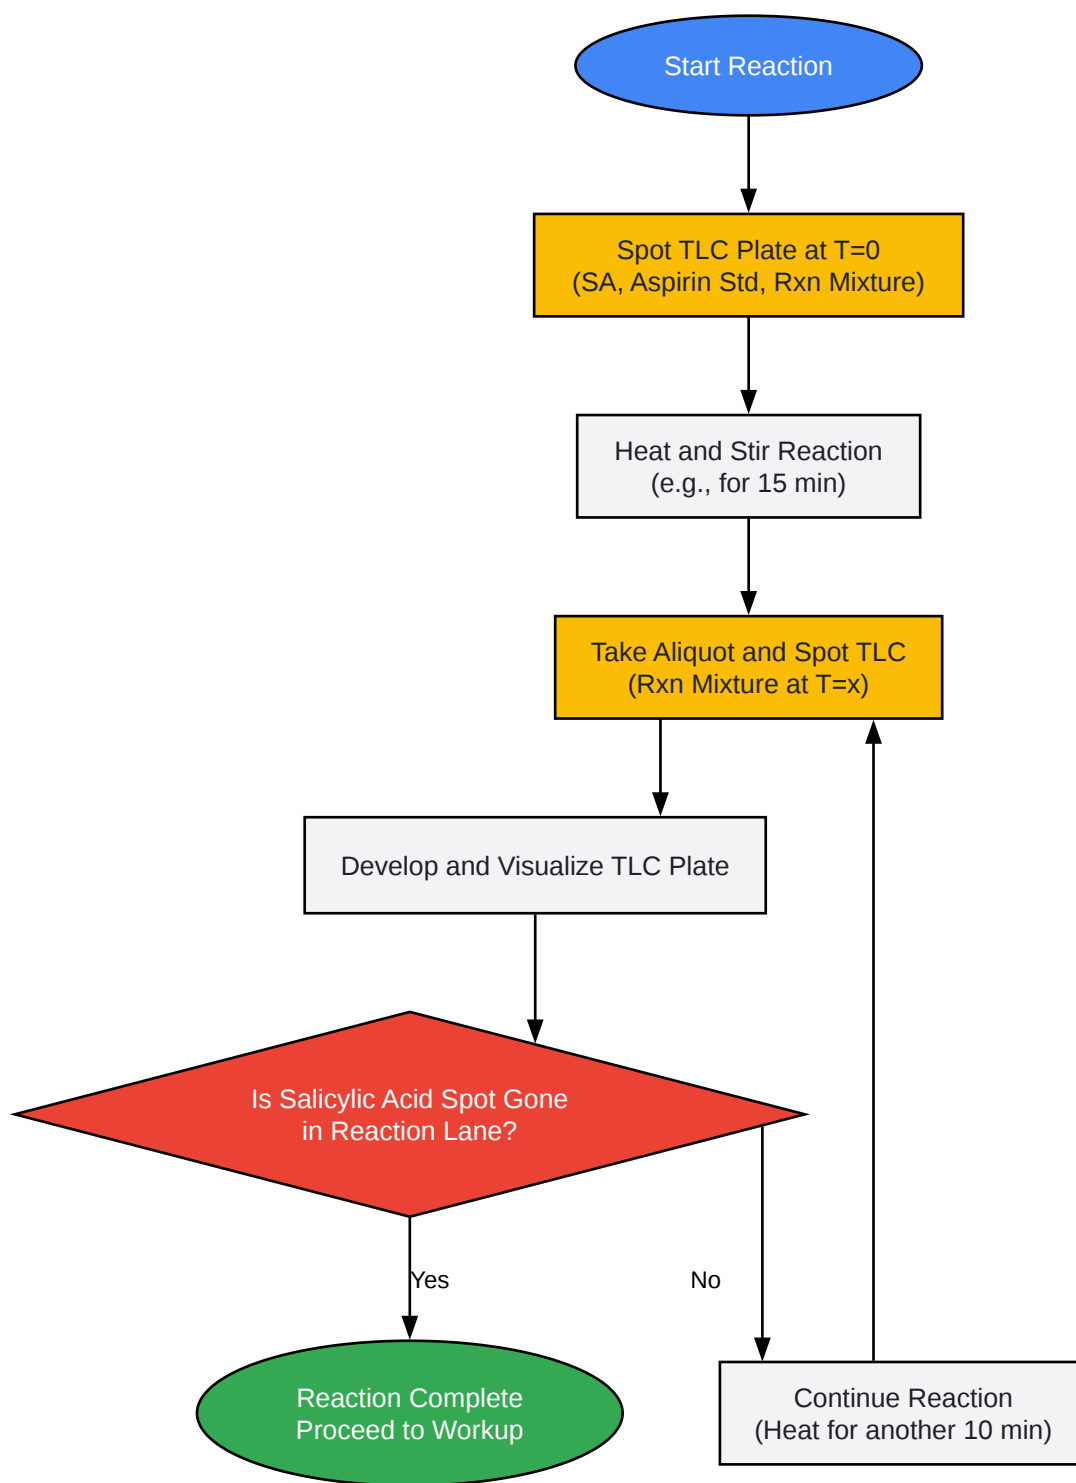 Start Reaction
Spot TLC Plate at T=0
(SA, Aspirin Std, Rxn Mixture)
Heat and Stir Reaction
(e.g., for 15 min)
Take Aliquot and Spot TLC
(Rxn Mixture at T=x)
Develop and Visualize TLC Plate
Is Salicylic Acid Spot Gone
in Reaction Lane?
Yes
No
Reaction Complete
Proceed to Workup
Continue Reaction
(Heat for another 10 min)